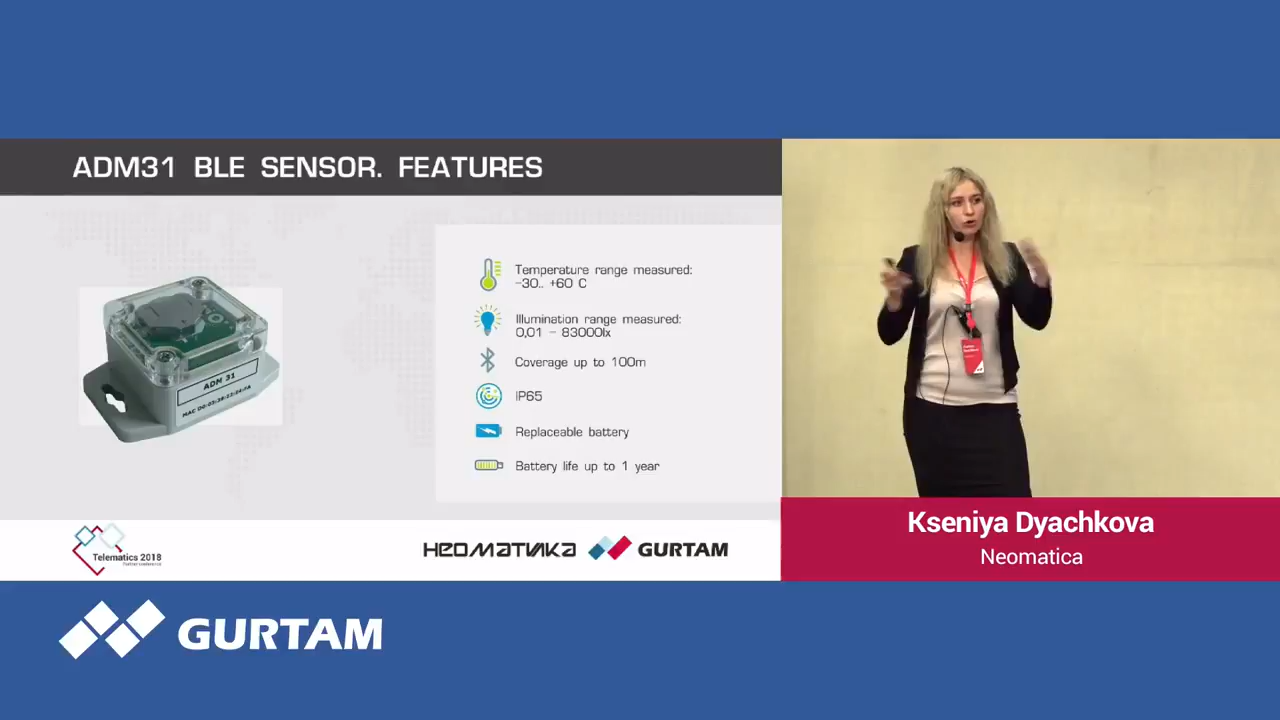 ADM31 BLE SENSOR. FEATURES
Temperature range measured:
-30.. +60 C
Illumination range measured:
0,01 - 83000lx
Coverage up to 100m
IP65
Replaceable battery
Battery life up to 1 year
ADM 31
Telematics 2018
НЕОМАТИКА
GURTAM
Kseniya Dyachkova
Neomatica
GURTAM